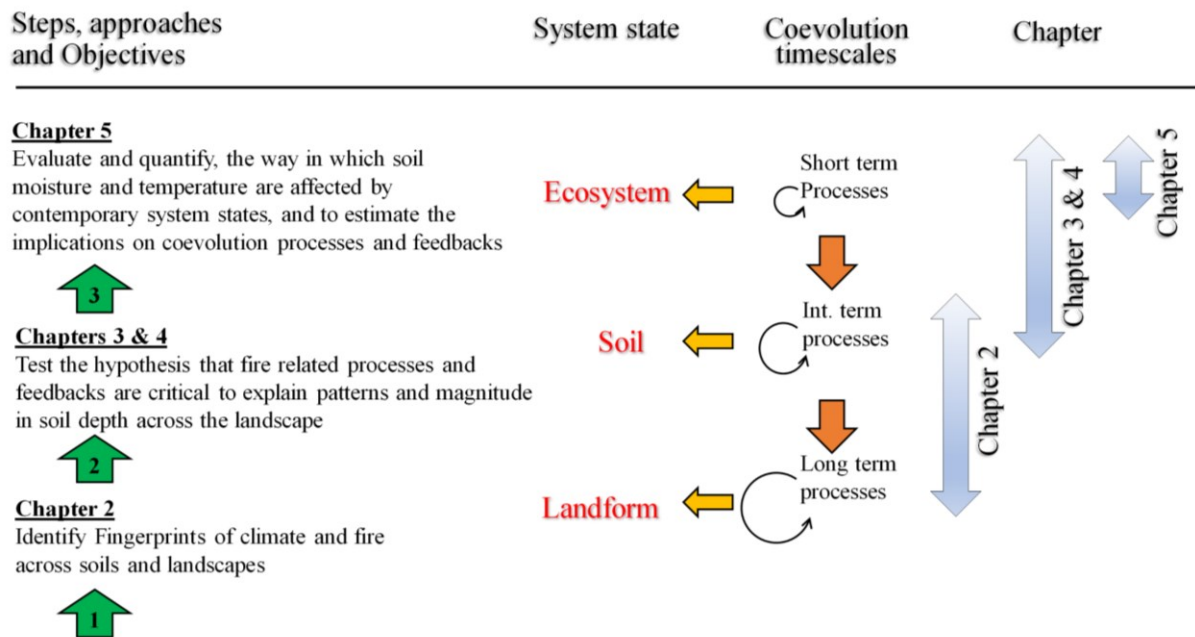 Steps, approaches
and Objectives
System state
Coevolution
timescales
Chapter
Chapter 5
Evaluate and quantify, the way in which soil
moisture and temperature are affected by
contemporary system states, and to estimate the
implications on coevolution processes and feedbacks
3
Chapters 3 & 4
Test the hypothesis that fire related processes and
feedbacks are critical to explain patterns and magnitude
in soil depth across the landscape
2
Chapter 2
Identify Fingerprints of climate and fire
across soils and landscapes
1
Ecosystem
Soil
Landform
Short term
Processes
Int. term
processes
Long term
processes
Chapter 2
Chapter 3 & 4
Chapter 5